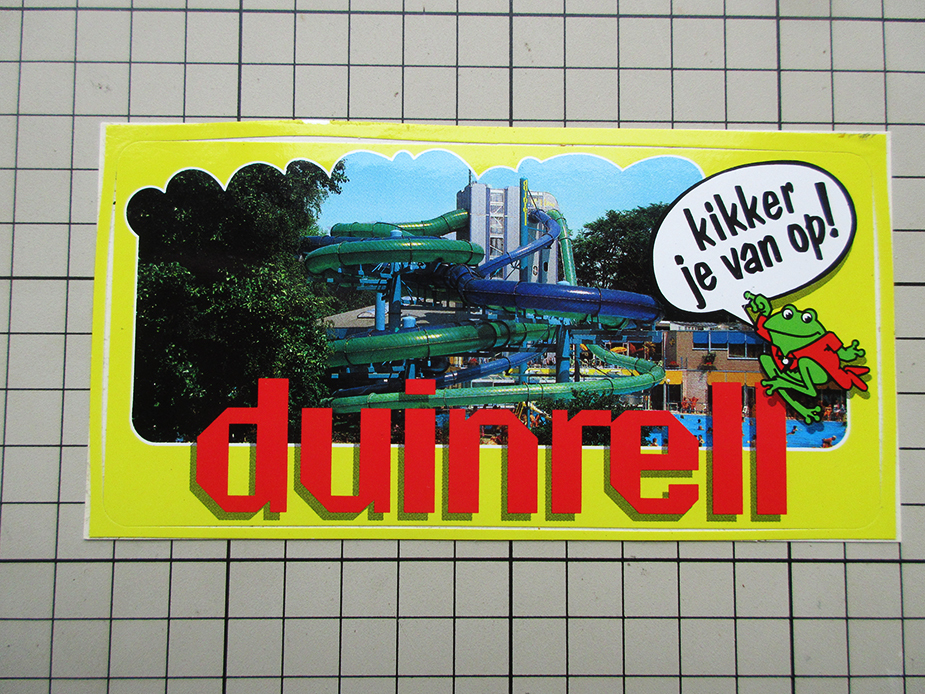 kikker
je van op!
duinrell